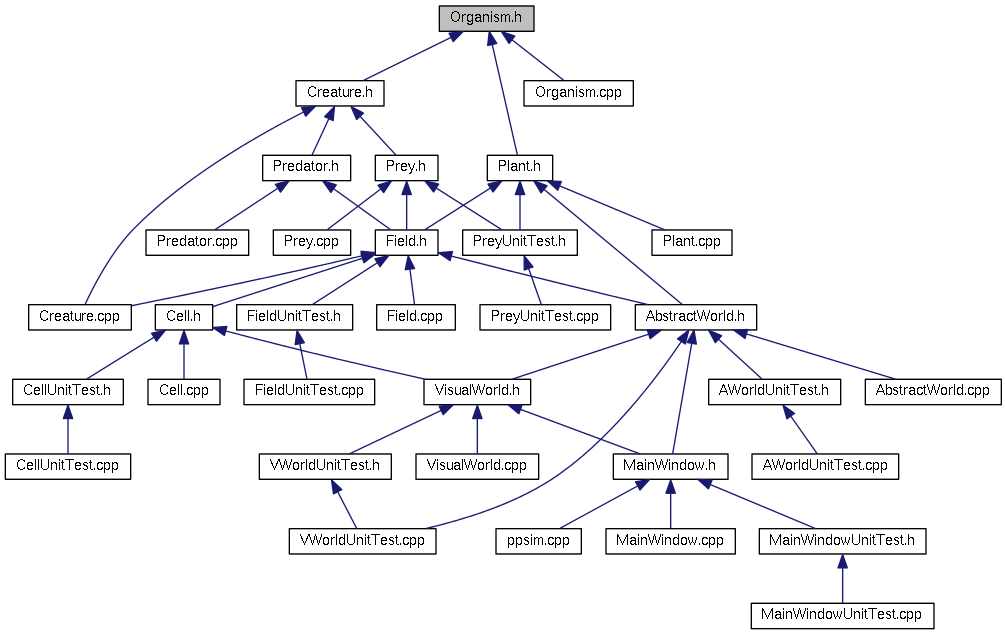 Organism.h
Creature.h
Organism.cpp
Predator.h
Prey.h
Plant.h
Predator.cpp
Prey.cpp
Field.h
PreyUnitTest.h
Plant.cpp
Creature.cpp
Cell.h
FieldUnitTest.h
Field.cpp
PreyUnitTest.cpp
AbstractWorld.h
CellUnitTest.h
Cell.cpp
FieldUnitTest.cpp
VisualWorld.h
AWorldUnitTest.h
AbstractWorld.cpp
CellUnitTest.cpp
VWorldUnitTest.h
VisualWorld.cpp
MainWindow.h
AWorldUnitTest.cpp
VWorldUnitTest.cpp
ppsim.cpp
MainWindow.cpp
MainWindowUnitTest.h
MainWindowUnitTest.cpp